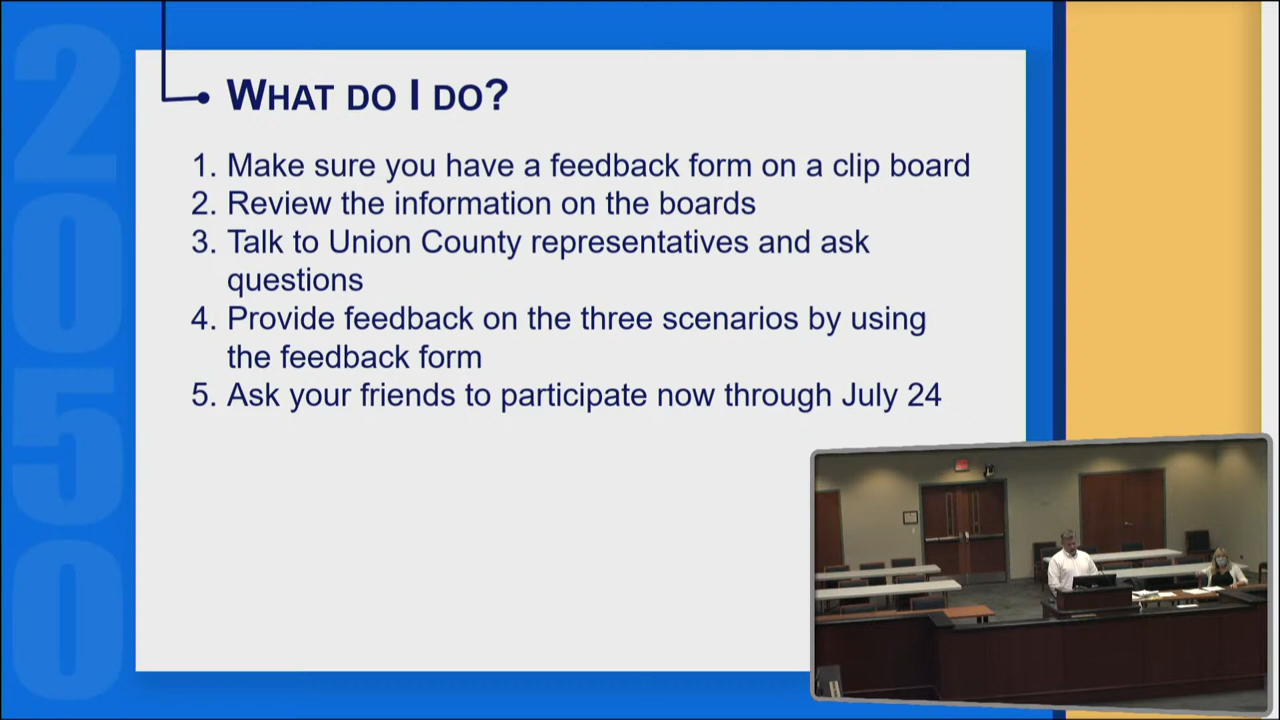 2050
WHAT DO I DO?
1. Make sure you have a feedback form on a clip board
2. Review the information on the boards
3. Talk to Union County representatives and ask
questions
4. Provide feedback on the three scenarios by using
the feedback form
5. Ask your friends to participate now through July 24